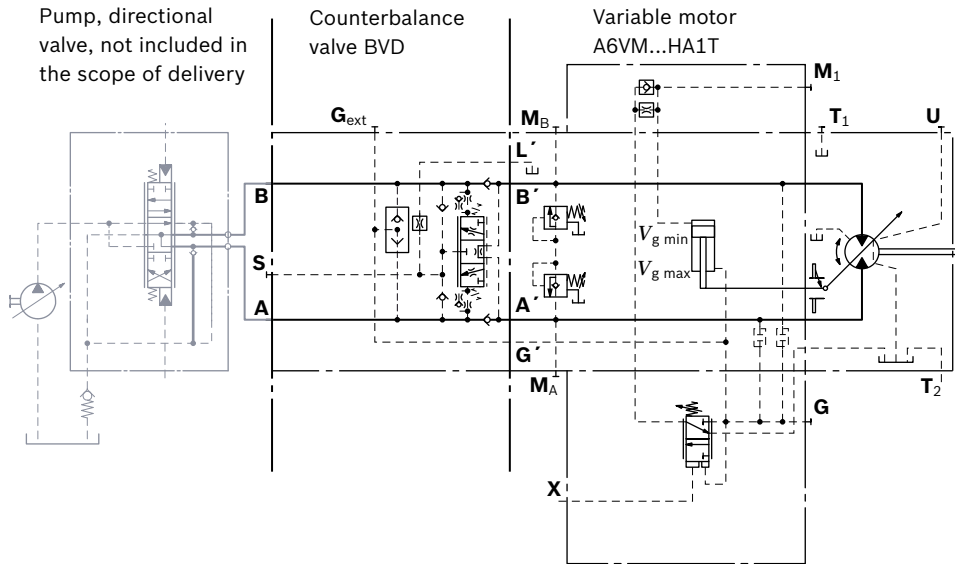 Pump, directional
valve, not included in
the scope of delivery
Counterbalance
valve BVD
Variable motor
A6VM...HA1T
M1
Gext
MB
T1
U
L´
B
B´
Vg min
S
Vg max
A
A´
G´
MA
T2
G
X